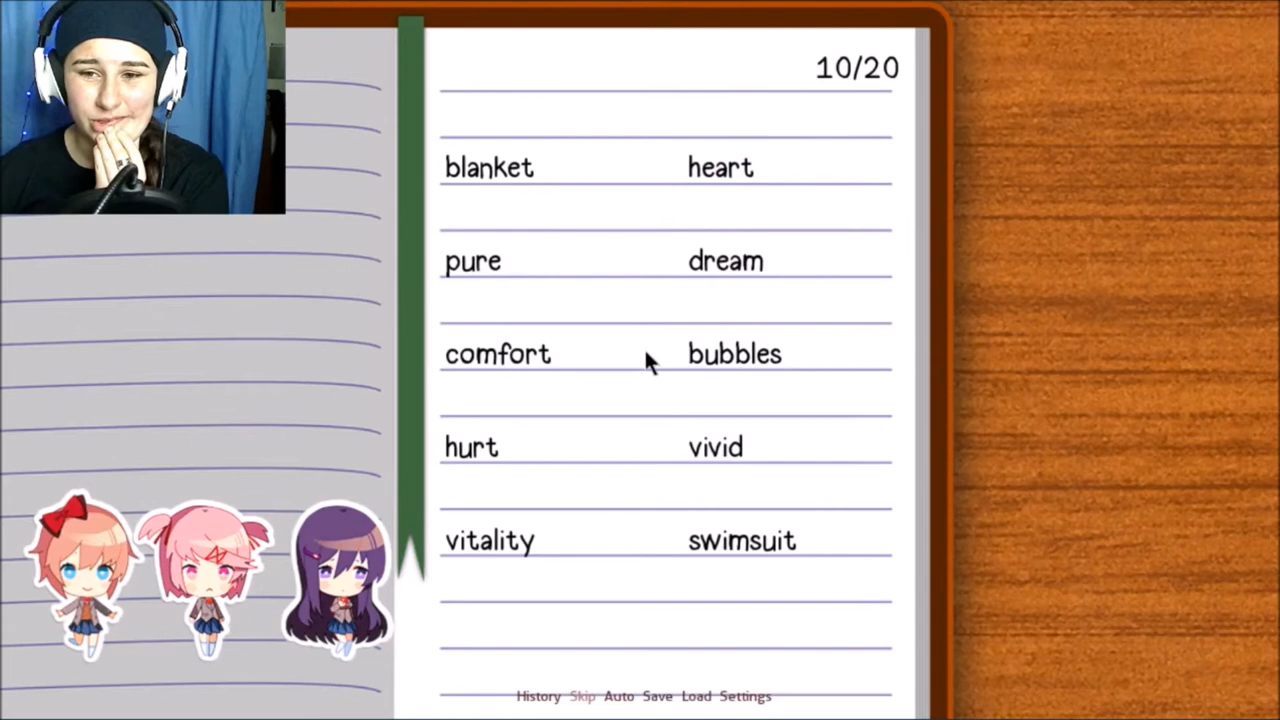 10/20
blanket heart
pure dream
comfort bubbles
hurt vivid
vitality swimsuit
History Skip Auto Save Load Settings